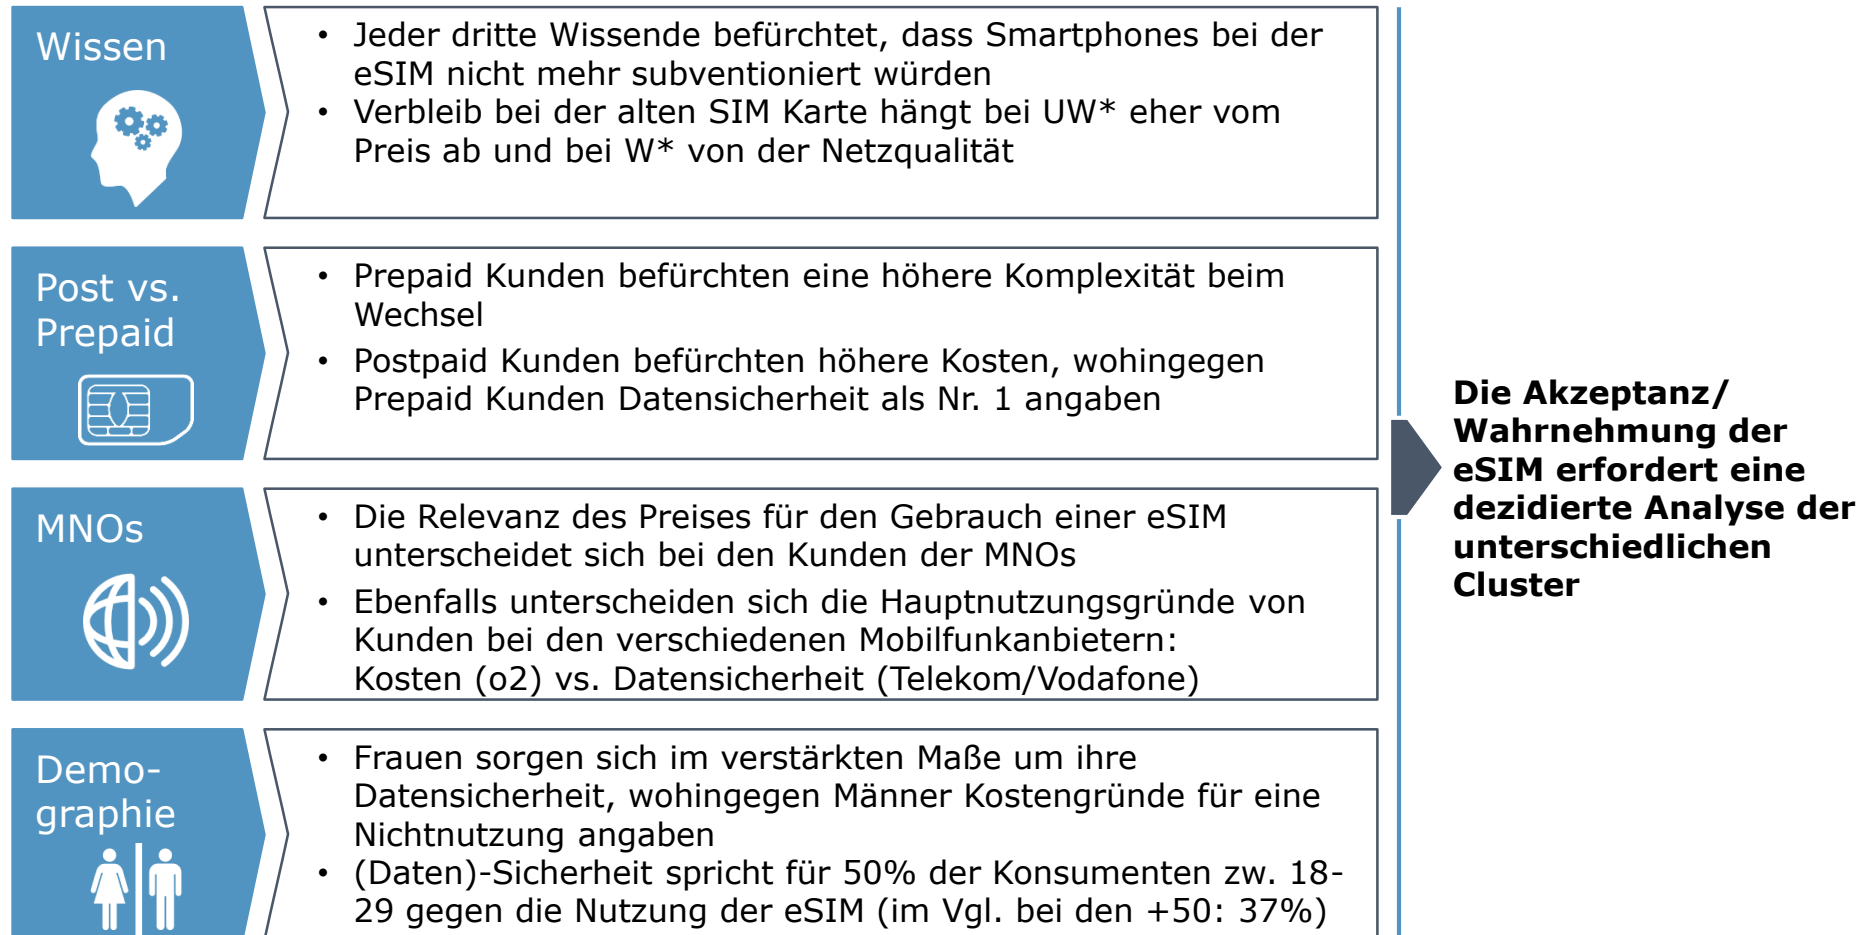 Wissen
• Jeder dritte Wissende befürchtet, dass Smartphones bei der
eSIM nicht mehr subventioniert würden
• Verbleib bei der alten SIM Karte hängt bei UW* eher vom
Preis ab und bei W* von der Netzqualität
Post vs.
Prepaid
• Prepaid Kunden befürchten eine höhere Komplexität beim
Wechsel
• Postpaid Kunden befürchten höhere Kosten, wohingegen
Prepaid Kunden Datensicherheit als Nr. 1 angaben
MNOs
• Die Relevanz des Preises für den Gebrauch einer eSIM
unterscheidet sich bei den Kunden der MNOs
• Ebenfalls unterscheiden sich die Hauptnutzungsgründe von
Kunden bei den verschiedenen Mobilfunkanbietern:
Kosten (o2) vs. Datensicherheit (Telekom/Vodafone)
Demo-
graphie
• Frauen sorgen sich im verstärkten Maße um ihre
Datensicherheit, wohingegen Männer Kostengründe für eine
Nichtnutzung angaben
• (Daten)-Sicherheit spricht für 50% der Konsumenten zw. 18-
29 gegen die Nutzung der eSIM (im Vgl. bei den +50: 37%)
Die Akzeptanz/
Wahrnehmung der
eSIM erfordert eine
dezidierte Analyse der
unterschiedlichen
Cluster